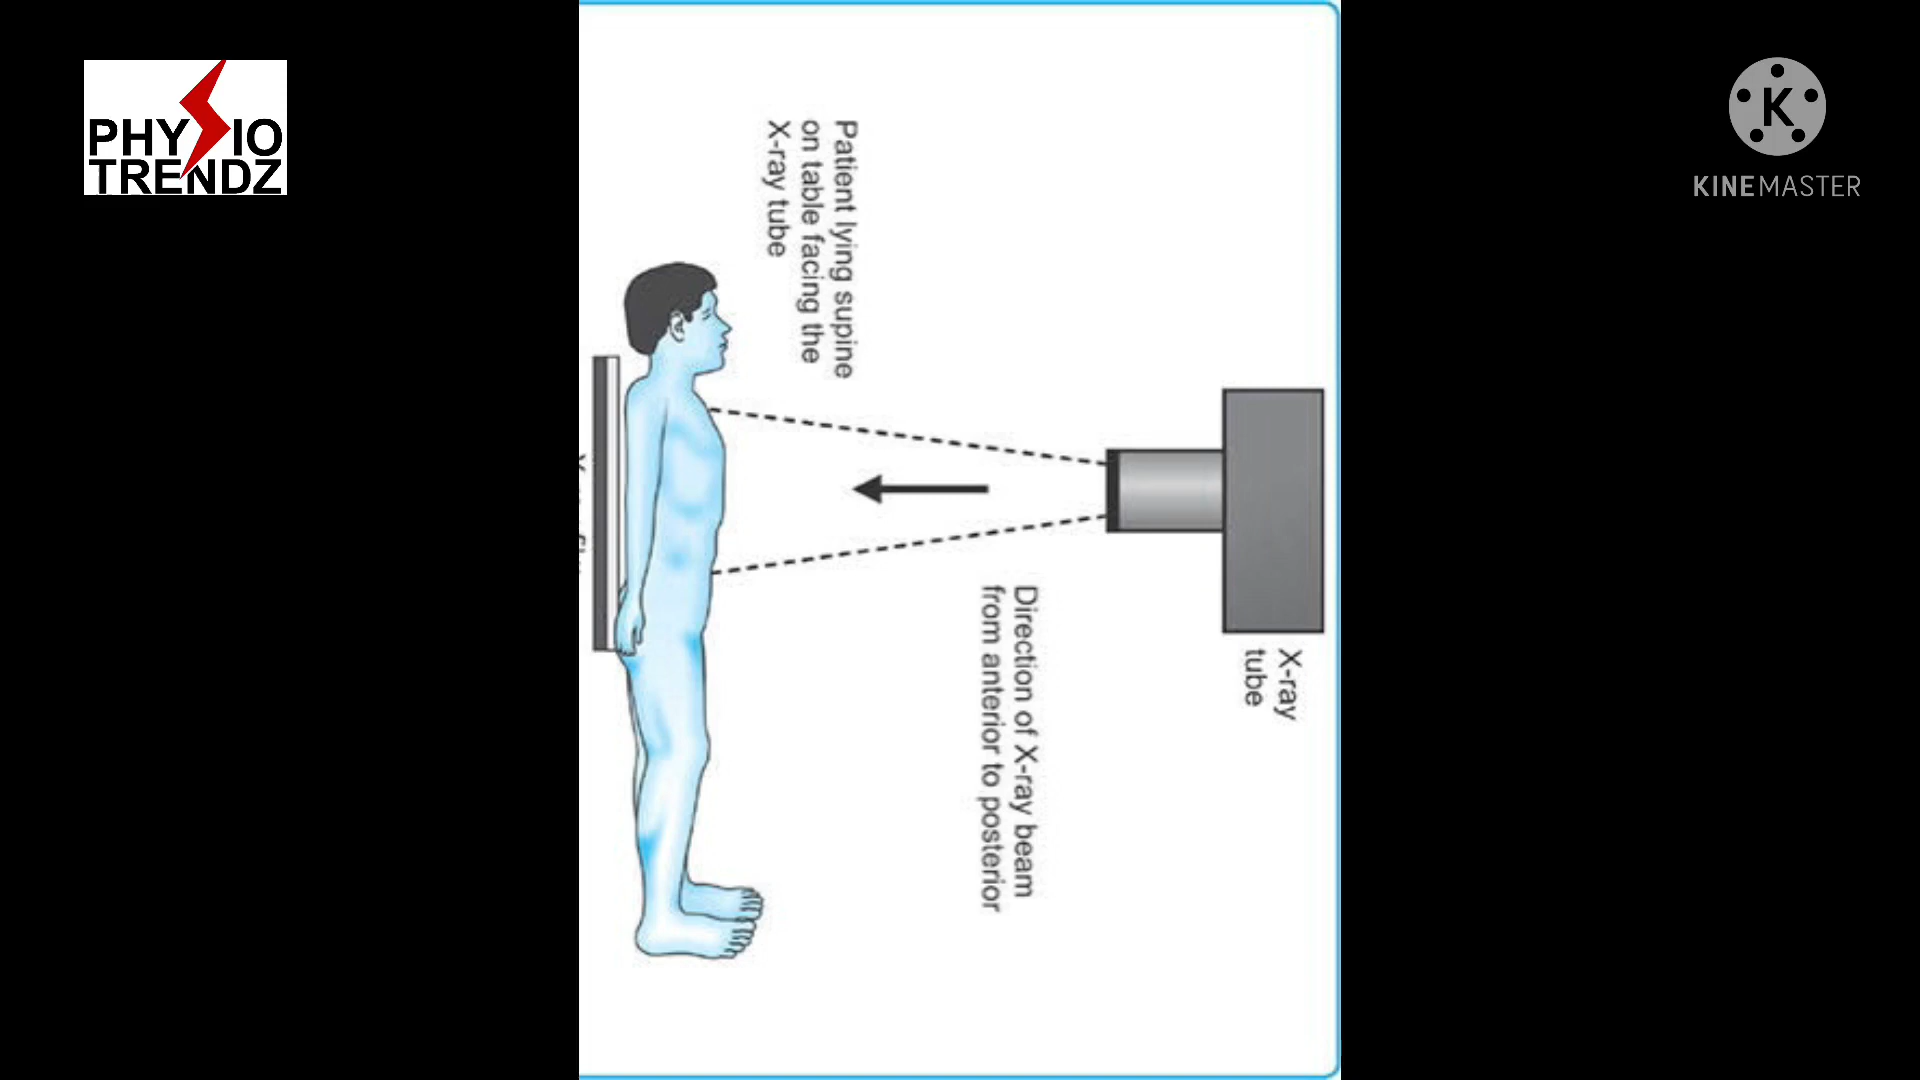 PHYSIO
TRENDZ
KINEMASTER
Patient lying supine
on table facing the
X-ray tube
Direction of X-ray beam
from anterior to posterior
X-ray
tube